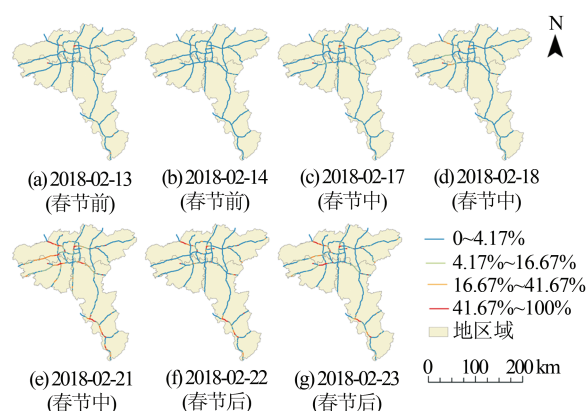 N
(a) 2018-02-13
(春节前)
(b) 2018-02-14
(春节前)
(c) 2018-02-17
(春节中)
(d) 2018-02-18
(春节中)
(e) 2018-02-21
(春节中)
(f) 2018-02-22
(春节后)
(g) 2018-02-23
(春节后)
0~4.17%
4.17%~16.67%
16.67%~41.67%
41.67%~100%
地区域
0 100 200 km